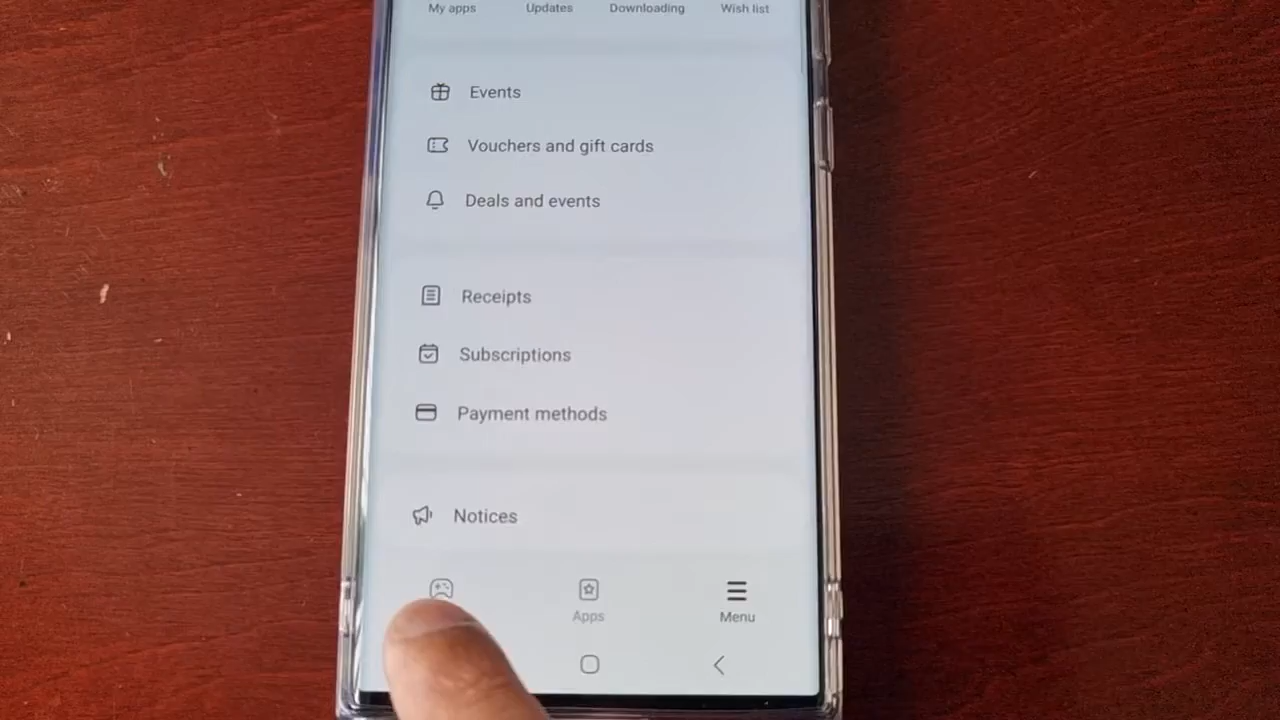 My apps Updates Downloading Wish list
Events
Vouchers and gift cards
Deals and events
Receipts
Subscriptions
Payment methods
Notices
Apps Menu